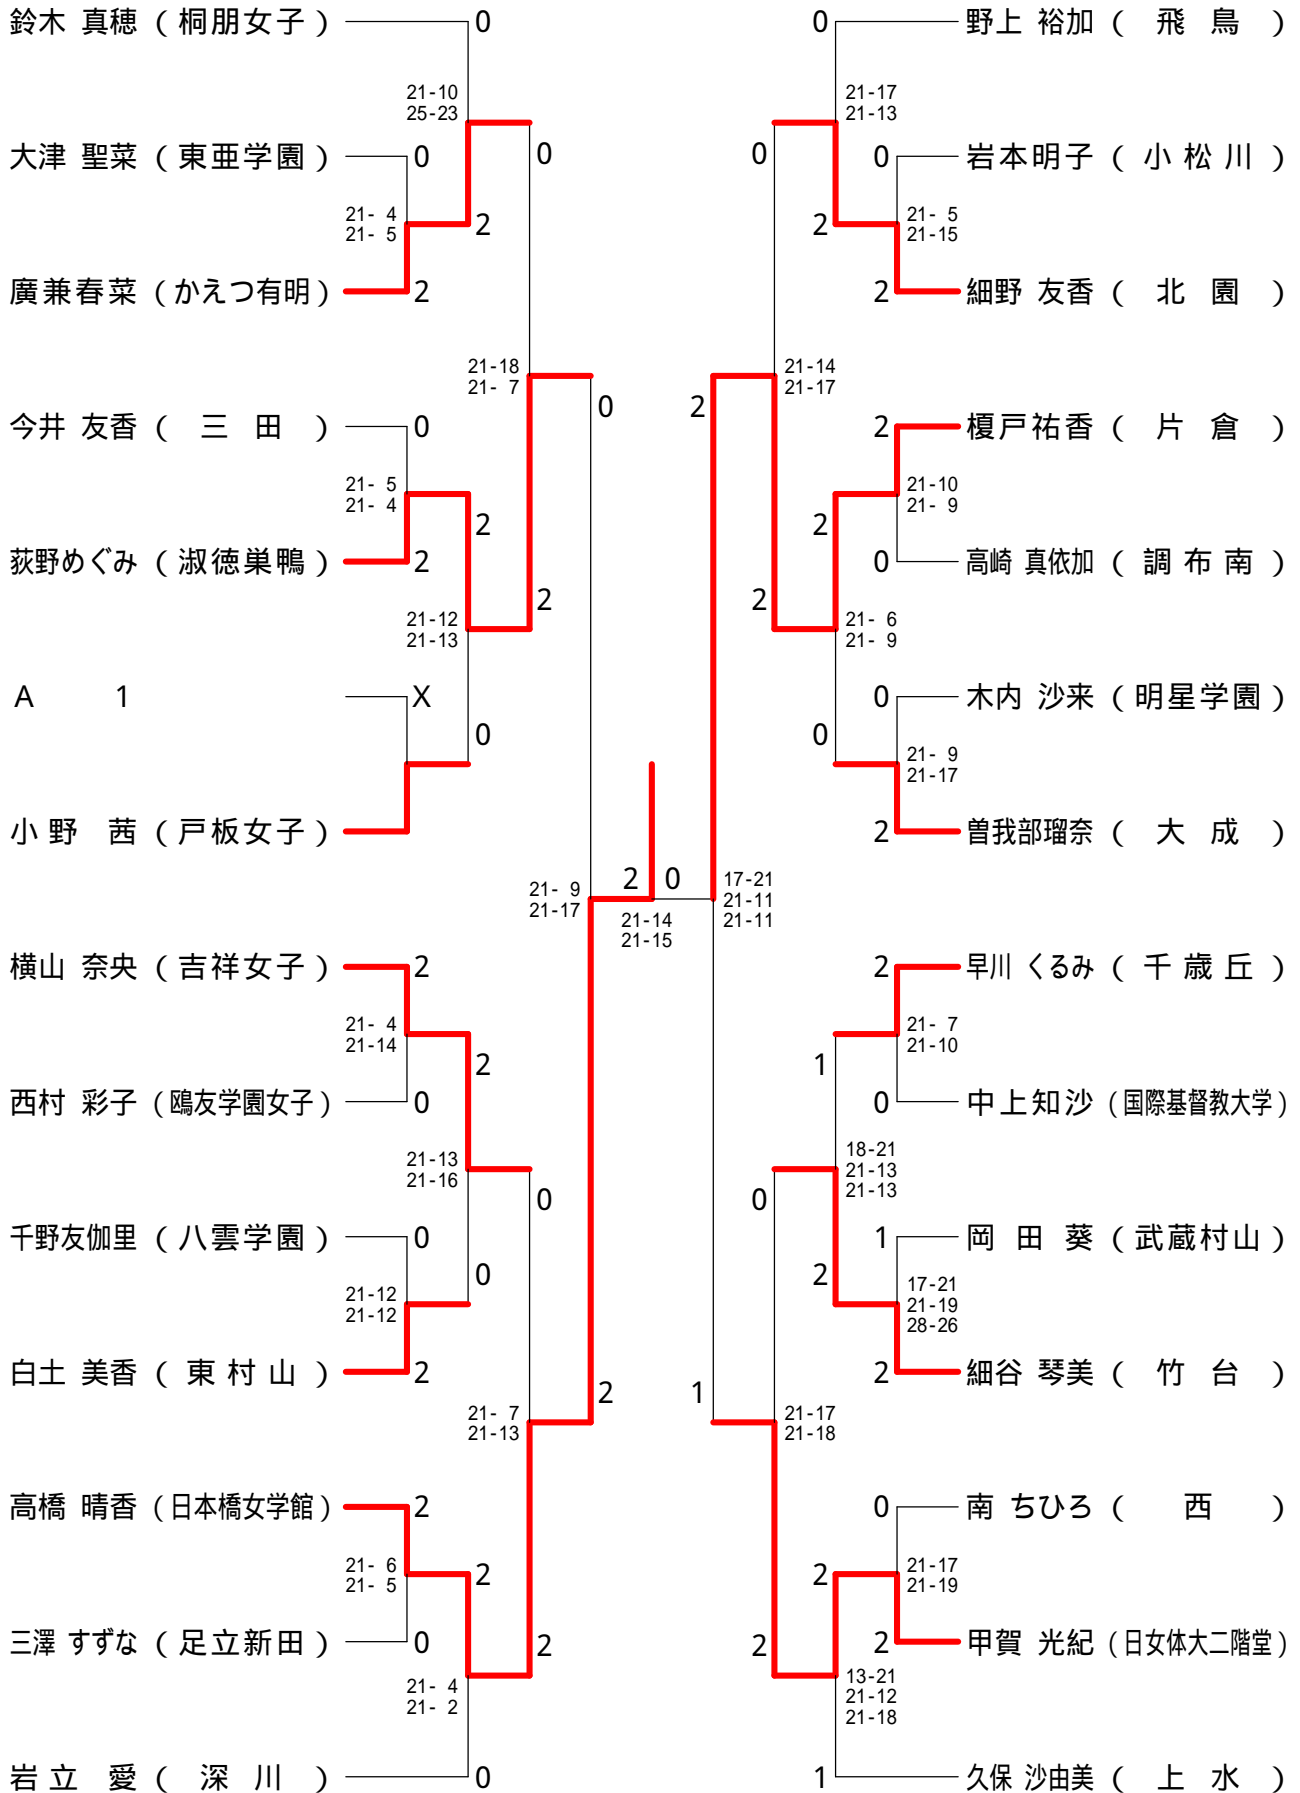 鈴木 真穂 ( 桐朋女子 ) 0
21-10
25-23
大津 聖菜 ( 東亜学園 ) 0
0
21- 4
21- 5
2
廣兼春菜 ( かえつ有明 ) 2
21-18
21- 7
0
今井 友香 ( 三 田 ) 0
21- 5
21- 4
2
荻野めぐみ ( 淑徳巣鴨 ) 2
2
21-12
21-13
A 1 X
0
小 野 茜 ( 戸板女子 )
21- 9
21-17
2 0
21-14
21-15
横山 奈央 ( 吉祥女子 ) 2
21- 4
21-14
2
西村 彩子 ( 鴎友学園女子 ) 0
21-13
21-16
0
千野友伽里 ( 八雲学園 ) 0
0
21-12
21-12
白土 美香 ( 東 村 山 ) 2
2
21- 7
21-13
高橋 晴香 ( 日本橋女学館 ) 2
21- 6
21- 5
2
三澤 すずな ( 足立新田 ) 0
2
21- 4
21- 2
岩 立 愛 ( 深 川 ) 0
0 野上 裕加 ( 飛 鳥 )
21-17
21-13
0
0 岩本明子 ( 小 松 川 )
2
21- 5
21-15
2 細野 友香 ( 北 園 )
21-14
21-17
2
2 榎戸祐香 ( 片 倉 )
21-10
21- 9
2
0 高崎 真依加 ( 調 布 南 )
2
21- 6
21- 9
0 木内 沙来 ( 明星学園 )
0
21- 9
21-17
2 曽我部瑠奈 ( 大 成 )
17-21
21-11
21-11
2 早川 くるみ ( 千 歳 丘 )
21- 7
21-10
1
0 中上知沙 ( 国際基督教大学 )
18-21
21-13
21-13
0
1 岡 田 葵 ( 武蔵村山 )
2
17-21
21-19
28-26
2 細谷 琴美 ( 竹 台 )
1
21-17
21-18
0 南 ちひろ ( 西 )
21-17
21-19
2
2 甲賀 光紀 ( 日女体大二階堂 )
2
13-21
21-12
21-18
1 久保 沙由美 ( 上 水 )